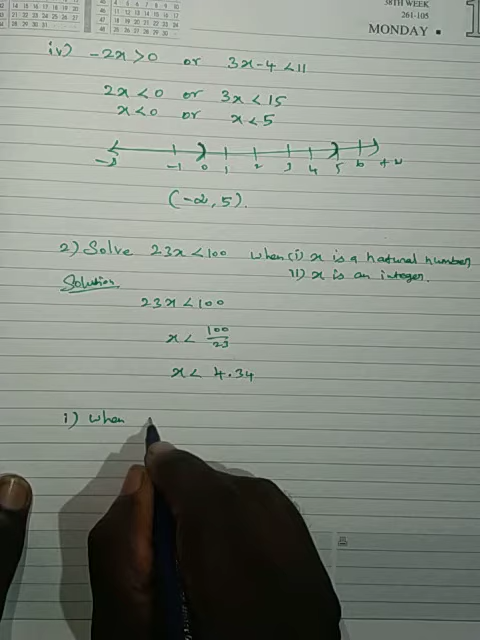 38TH WEEK
261-105
MONDAY
iv) -2x > 0 or 3x-4 < 11
2x < 0 or 3x < 15
x < 0 or x < 5
-∞ -1 0 1 2 3 4 5 6 +∞
(-∞, 5).
2) Solve 23x < 100 when (i) x is a natural number
ii) x is an integer.
Solution
23x < 100
x < 100/23
x < 4.34
i) when